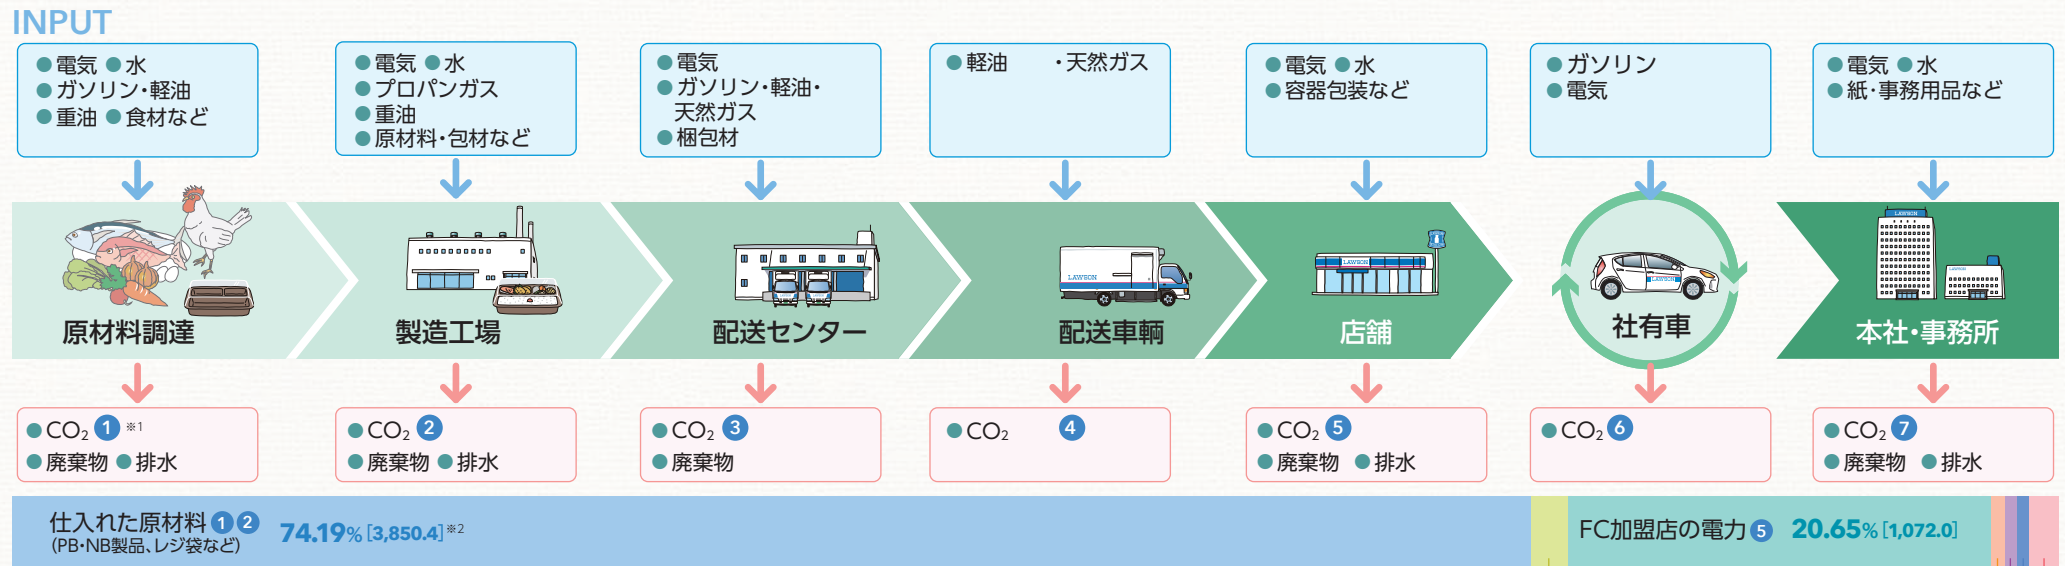 INPUT
●電気 ●水
●ガソリン・軽油
●重油 ●食材など
●電気 ●水
●プロパンガス
●重油
●原材料・包材など
●電気
●ガソリン・軽油・
天然ガス
●梱包材
●軽油 ・天然ガス
●電気 ●水
●容器包装など
●ガソリン
●電気
●電気 ●水
●紙・事務用品など
原材料調達
製造工場
配送センター
LAWSON
配送車輌
LAWSON
店舗
LAWSON
社有車
LAWSON
LAWSON
本社・事務所
●CO₂ 1 ※1
●廃棄物 ●排水
●CO₂ 2
●廃棄物 ●排水
●CO₂ 3
●廃棄物
●CO₂ 4
●CO₂ 5
●廃棄物 ●排水
●CO₂ 6
●CO₂ 7
●廃棄物 ●排水
仕入れた原材料 1 2
(PB・NB製品、レジ袋など)
74.19% [3,850.4]※2
FC加盟店の電力 5 20.65% [1,072.0]